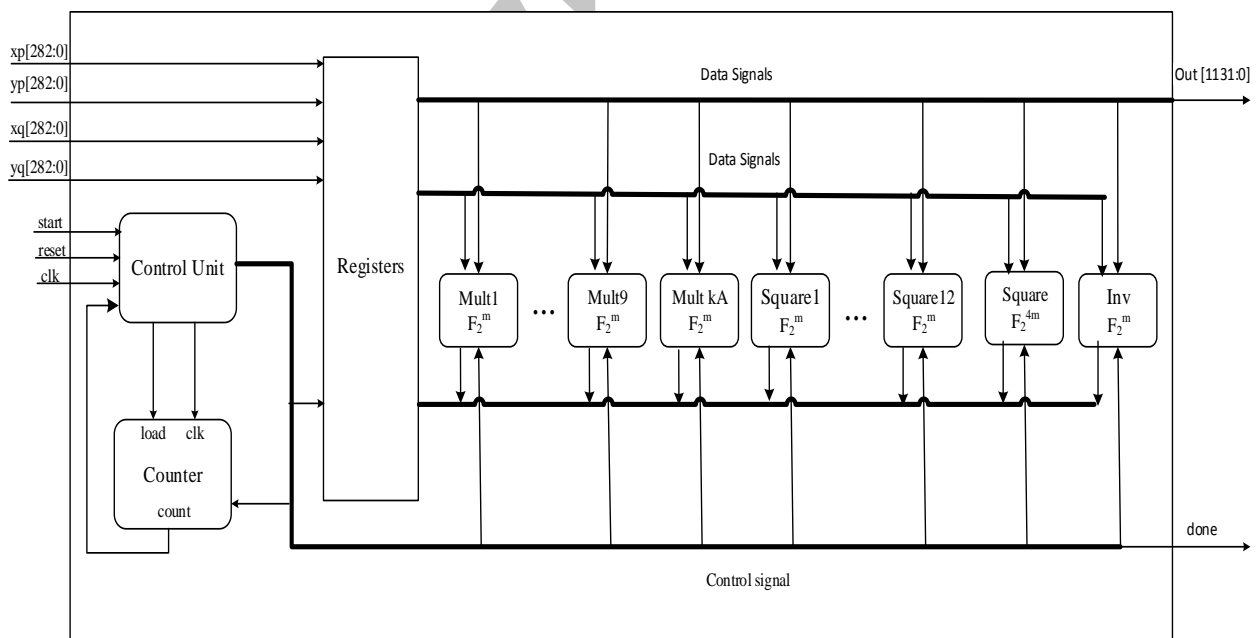 xp[282:0]
yp[282:0]
xq[282:0]
yq[282:0]
start
reset
clk
Control Unit
load clk
Counter
count
Registers
Data Signals
Out [1131:0]
Data Signals
Mult1
F₂ᵐ
...
Mult9
F₂ᵐ
Mult kA
F₂ᵐ
Square1
F₂ᵐ
...
Square12
F₂ᵐ
Square
F₂⁴ᵐ
Inv
F₂ᵐ
done
Control signal